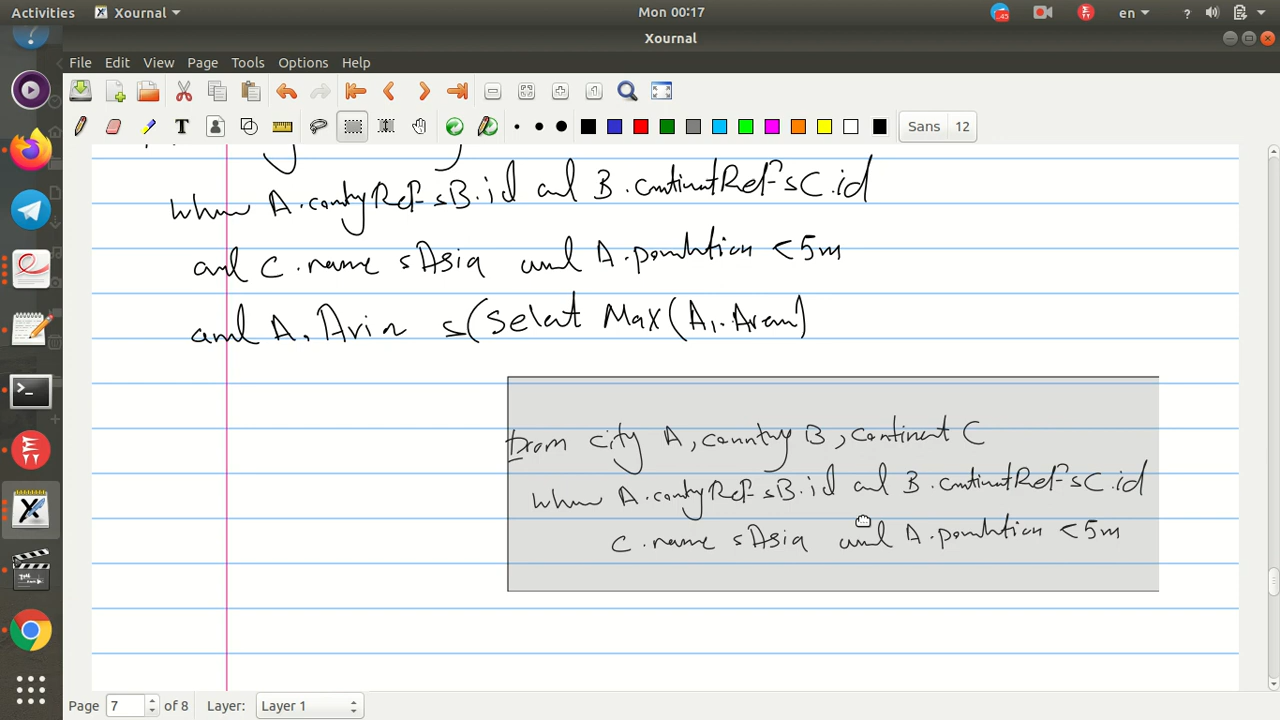 Activities Xournal Mon 00:17 en ?
Xournal
File Edit View Page Tools Options Help
Sans 12
where A.countryRef = B.id and B.continentRef = C.id
and C.name = Asia and A.population < 5m
and A.Area = (Select Max(A1.Area)
from city A, country B, continent C
where A.countryRef = B.id and B.continentRef = C.id
C.name = Asia and A.population < 5m
Page 7 of 8 Layer: Layer 1